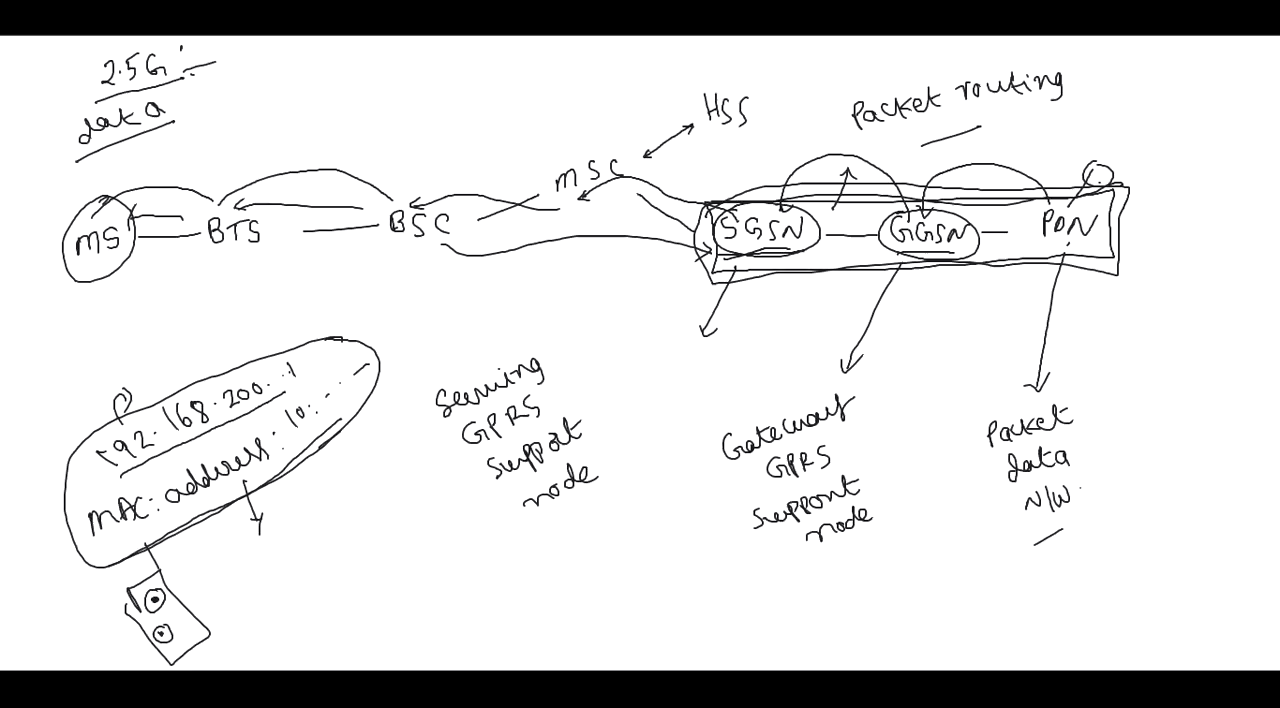 2.5G :-
data
HSS
Packet routing
MSC
MS BTS BSC SGSN GGSN PDN
192.168.200...1
MAC: address: 10:..
Serving
GPRS
Support
node
Gateway
GPRS
Support
node
Packet
data
N/W.